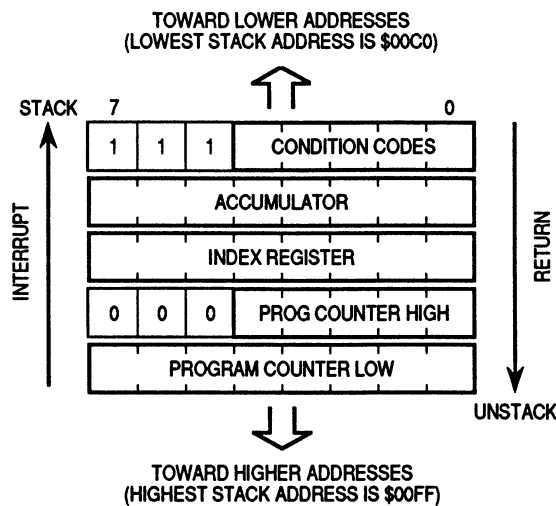 TOWARD LOWER ADDRESSES
(LOWEST STACK ADDRESS IS $00C0)
STACK 7 0
1 1 1 CONDITION CODES
ACCUMULATOR
INDEX REGISTER
0 0 0 PROG COUNTER HIGH
PROGRAM COUNTER LOW
INTERRUPT
RETURN
UNSTACK
TOWARD HIGHER ADDRESSES
(HIGHEST STACK ADDRESS IS $00FF)